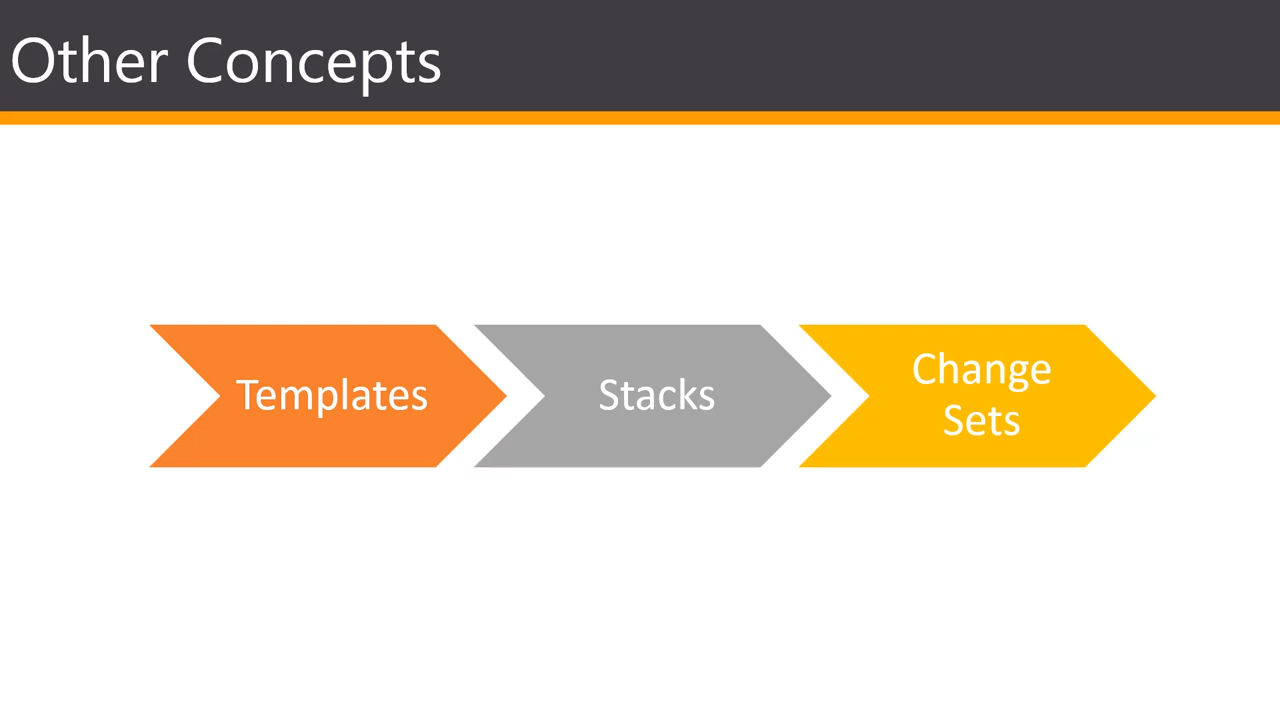 Other Concepts
Templates
Stacks
Change
Sets